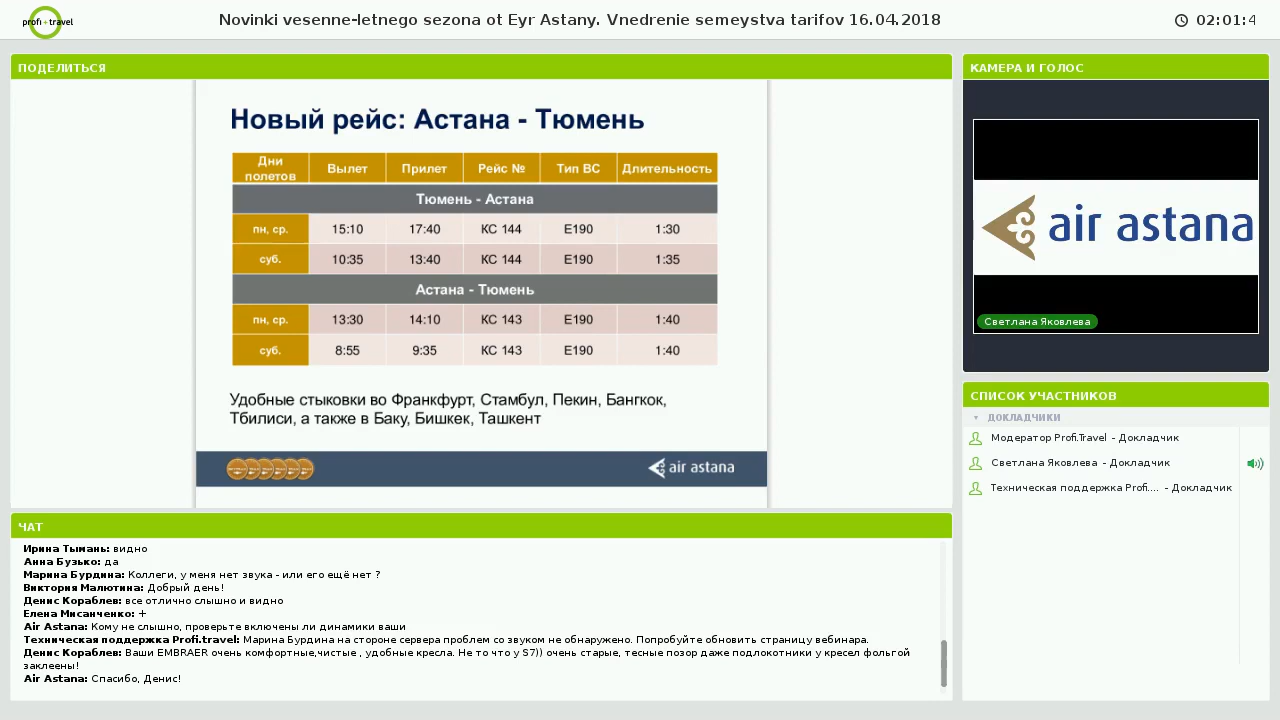 profi+travel
Novinki vesenne-letnego sezona ot Eyr Astany. Vnedrenie semeystva tarifov 16.04.2018
02:01:4
ПОДЕЛИТЬСЯ
Новый рейс: Астана - Тюмень
Дни полетов Вылет Прилет Рейс № Тип ВС Длительность
Тюмень - Астана
пн, ср. 15:10 17:40 КС 144 Е190 1:30
суб. 10:35 13:40 КС 144 Е190 1:35
Астана - Тюмень
пн, ср. 13:30 14:10 КС 143 Е190 1:40
суб. 8:55 9:35 КС 143 Е190 1:40
Удобные стыковки во Франкфурт, Стамбул, Пекин, Бангкок,
Тбилиси, а также в Баку, Бишкек, Ташкент
air astana
КАМЕРА И ГОЛОС
air astana
Светлана Яковлева
СПИСОК УЧАСТНИКОВ
ДОКЛАДЧИКИ
Модератор Profi.Travel - Докладчик
Светлана Яковлева - Докладчик
Техническая поддержка Profi.... - Докладчик
ЧАТ
Ирина Тымань: видно
Анна Бузько: да
Марина Бурдина: Коллеги, у меня нет звука - или его ещё нет ?
Виктория Малютина: Добрый день!
Денис Кораблев: все отлично слышно и видно
Елена Мисанченко: +
Air Astana: Кому не слышно, проверьте включены ли динамики ваши
Техническая поддержка Profi.travel: Марина Бурдина на стороне сервера проблем со звуком не обнаружено. Попробуйте обновить страницу вебинара.
Денис Кораблев: Ваши EMBRAER очень комфортные,чистые , удобные кресла. Не то что у S7)) очень старые, тесные позор даже подлокотники у кресел фольгой
заклеены!
Air Astana: Спасибо, Денис!